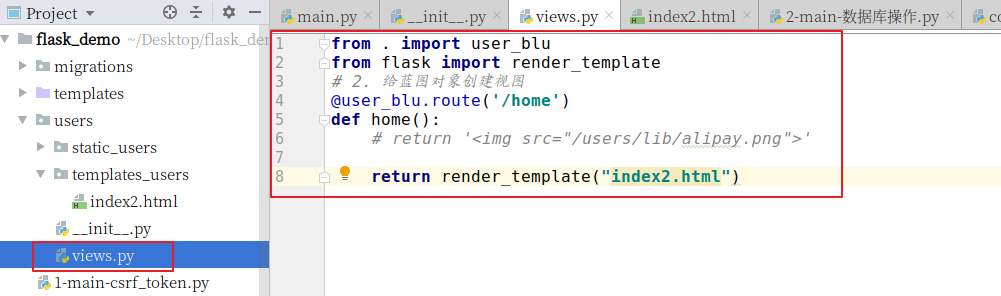 Project
main.py
__init__.py
views.py
index2.html
2-main-数据库操作.py
flask_demo ~/Desktop/flask_de
migrations
templates
users
static_users
templates_users
index2.html
__init__.py
views.py
1-main-csrf_token.py
1 from . import user_blu
2 from flask import render_template
3 # 2. 给蓝图对象创建视图
4 @user_blu.route('/home')
5 def home():
6 # return '<img src="/users/lib/alipay.png">'
7
8 return render_template("index2.html")